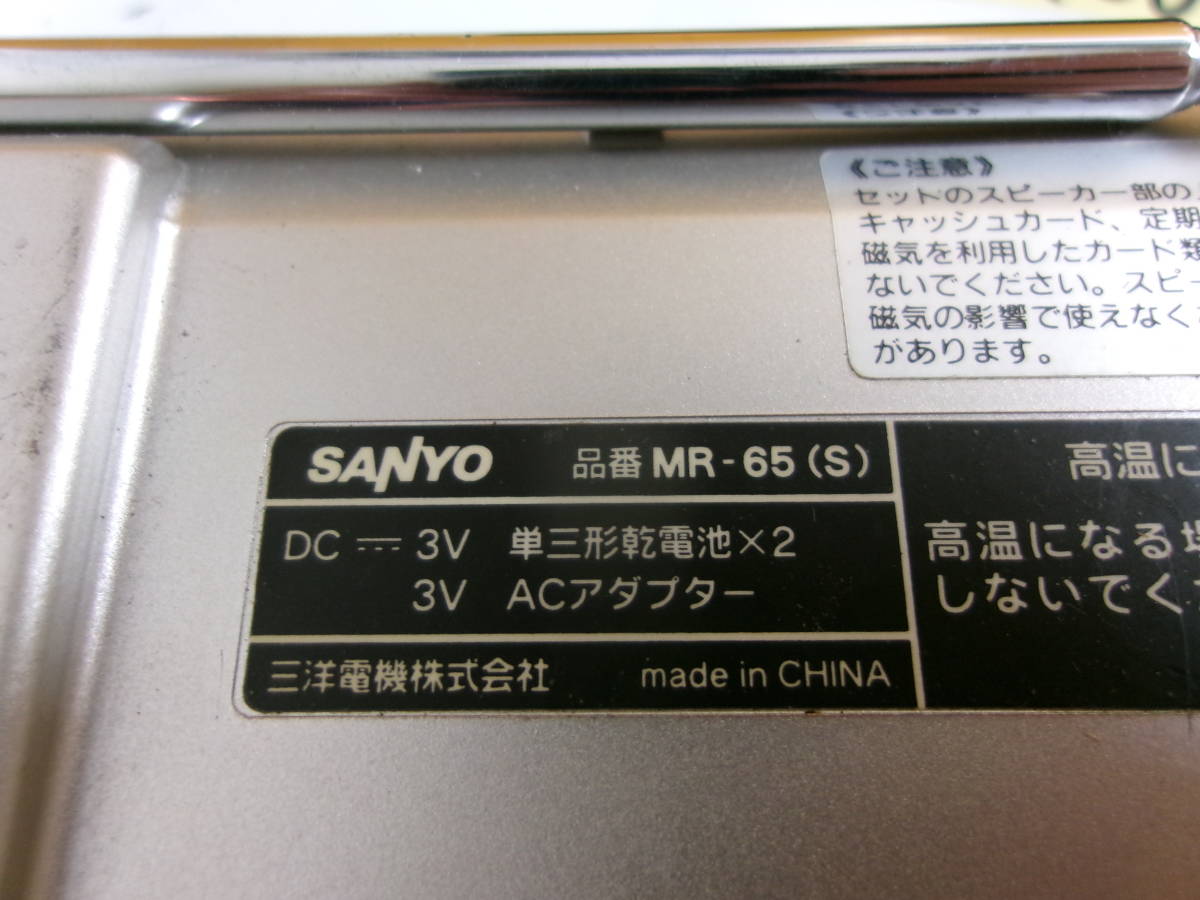 《ご注意》
セットのスピーカー部の
キャッシュカード、定期
磁気を利用したカード類
ないでください。スピー
磁気の影響で使えなく
があります。
SANYO 品番 MR-65 (S)
DC ⎓ 3V 単三形乾電池×2
3V ACアダプター
三洋電機株式会社 made in CHINA
高温に
高温になる場
しないでく